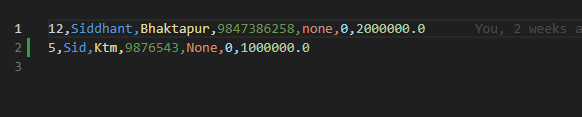 1 12,Siddhant,Bhaktapur,9847386258,none,0,2000000.0 You, 2 weeks a
2 5,Sid,Ktm,9876543,None,0,1000000.0
3